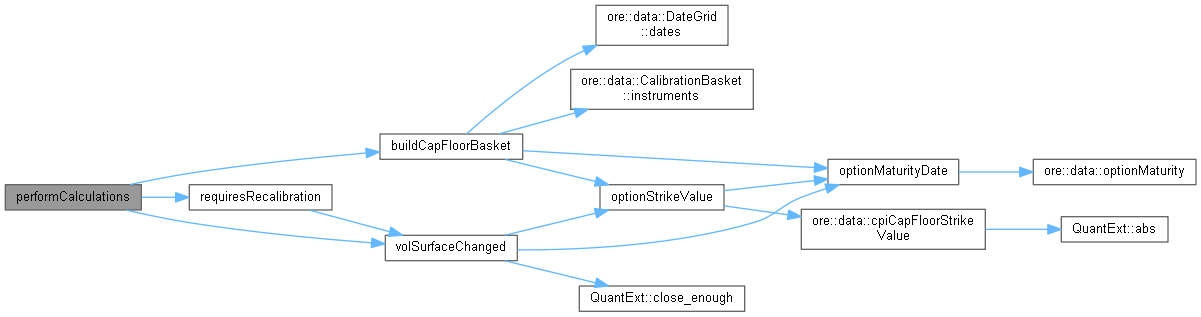 ore::data::DateGrid
::dates
ore::data::CalibrationBasket
::instruments
buildCapFloorBasket
optionMaturityDate
ore::data::optionMaturity
performCalculations
requiresRecalibration
optionStrikeValue
ore::data::cpiCapFloorStrike
Value
QuantExt::abs
volSurfaceChanged
QuantExt::close_enough